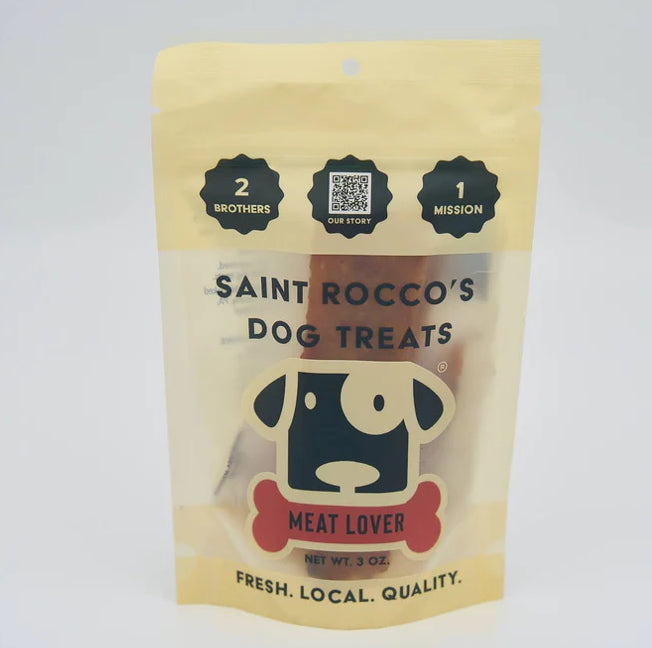 2
BROTHERS
OUR STORY
1
MISSION
SAINT ROCCO'S
DOG TREATS
®
MEAT LOVER
NET WT. 3 OZ.
FRESH. LOCAL. QUALITY.